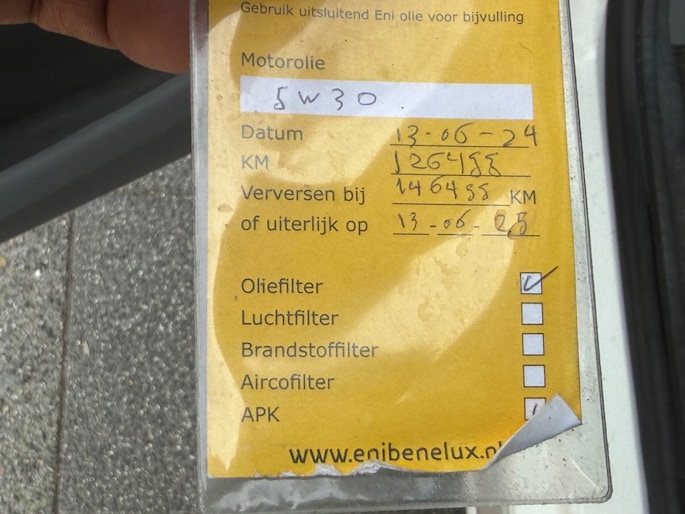 Gebruik uitsluitend Eni olie voor bijvulling
Motorolie
5W30
Datum 13-06-24
KM 126488
Verversen bij 146488 KM
of uiterlijk op 13-06-25
Oliefilter
Luchtfilter
Brandstoffilter
Aircofilter
APK
www.enibenelux.nl